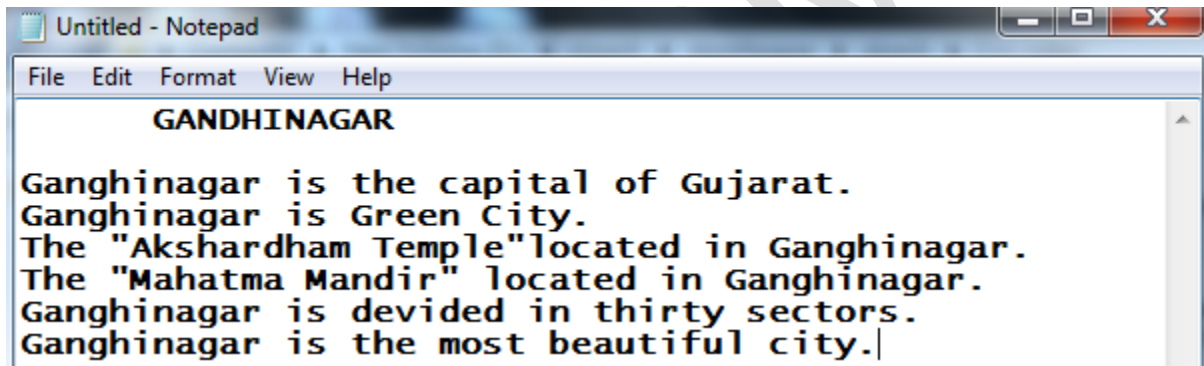 Untitled - Notepad
File Edit Format View Help
GANDHINAGAR
Ganghinagar is the capital of Gujarat.
Ganghinagar is Green City.
The "Akshardham Temple"located in Ganghinagar.
The "Mahatma Mandir" located in Ganghinagar.
Ganghinagar is devided in thirty sectors.
Ganghinagar is the most beautiful city.